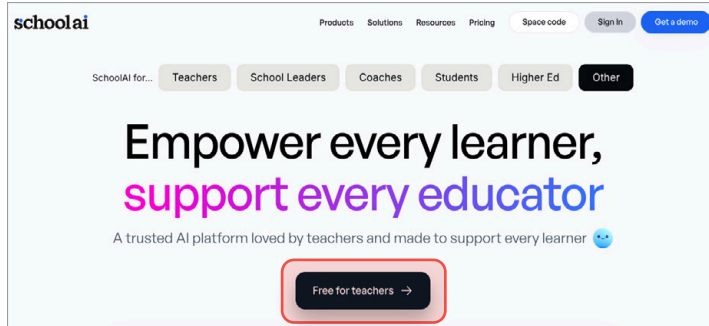 schoolai
Products Solutions Resources Pricing Space code Sign In Get a demo
SchoolAI for... Teachers School Leaders Coaches Students Higher Ed Other
Empower every learner,
support every educator
A trusted AI platform loved by teachers and made to support every learner
Free for teachers →